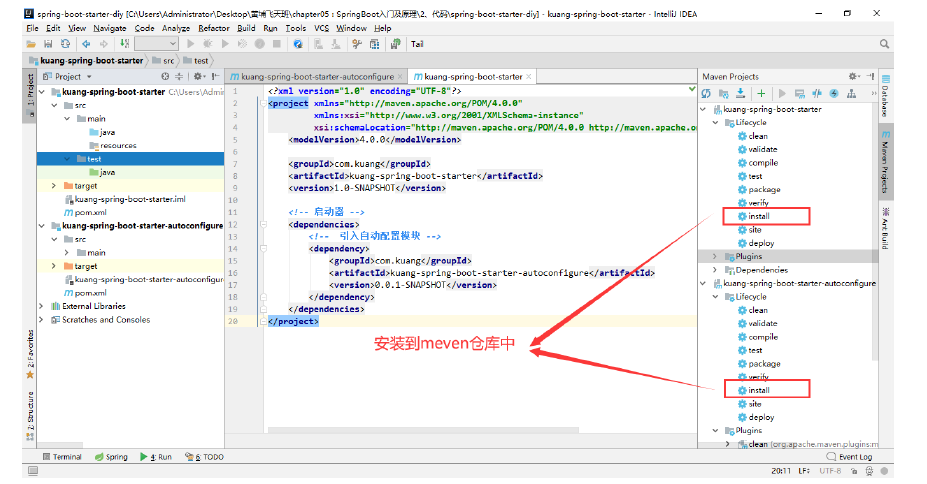 spring-boot-starter-diy [C:\Users\Administrator\Desktop\黄埔飞天班\chapter05：SpringBoot入门及原理\2、代码\spring-boot-starter-diy] - kuang-spring-boot-starter - IntelliJ IDEA
File Edit View Navigate Code Analyze Refactor Build Run Tools VCS Window Help
Tail
kuang-spring-boot-starter src test
1: Project
Project
kuang-spring-boot-starter C:\Users\Admin
src
main
java
resources
test
java
target
kuang-spring-boot-starter.iml
pom.xml
kuang-spring-boot-starter-autoconfigure
src
main
target
kuang-spring-boot-starter-autoconfigur
pom.xml
External Libraries
Scratches and Consoles
2: Favorites
7: Structure
kuang-spring-boot-starter-autoconfigure
kuang-spring-boot-starter
1 <?xml version="1.0" encoding="UTF-8"?>
2 <project xmlns="http://maven.apache.org/POM/4.0.0"
3 xmlns:xsi="http://www.w3.org/2001/XMLSchema-instance"
4 xsi:schemaLocation="http://maven.apache.org/POM/4.0.0 http://maven.apache.o
5 <modelVersion>4.0.0</modelVersion>
6
7 <groupId>com.kuang</groupId>
8 <artifactId>kuang-spring-boot-starter</artifactId>
9 <version>1.0-SNAPSHOT</version>
10
11 <!-- 启动器 -->
12 <dependencies>
13 <!-- 引入自动配置模块 -->
14 <dependency>
15 <groupId>com.kuang</groupId>
16 <artifactId>kuang-spring-boot-starter-autoconfigure</artifactId>
17 <version>0.0.1-SNAPSHOT</version>
18 </dependency>
19 </dependencies>
20 </project>
安装到meven仓库中
Maven Projects
kuang-spring-boot-starter
Lifecycle
clean
validate
compile
test
package
verify
install
site
deploy
Plugins
Dependencies
kuang-spring-boot-starter-autoconfigure
Lifecycle
clean
validate
compile
test
package
verify
install
site
deploy
Plugins
clean (org.apache.maven.plugins:m
Database
Maven Projects
Ant Build
Terminal Spring 4: Run 6: TODO Event Log
20:11 LF÷ UTF-8